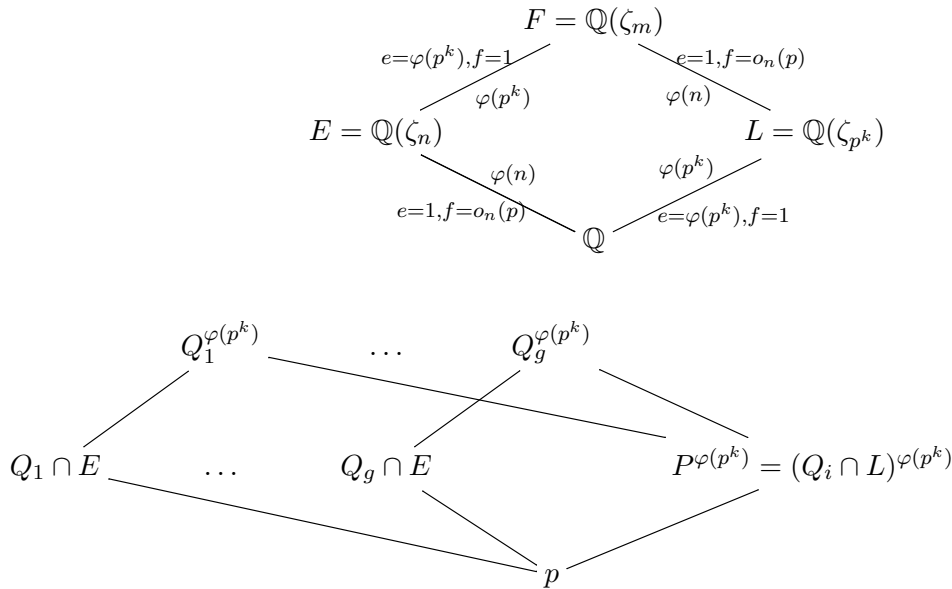 F = ℚ(ζ_m)
e=φ(p^k),f=1 e=1,f=o_n(p)
φ(p^k) φ(n)
E = ℚ(ζ_n) L = ℚ(ζ_{p^k})
φ(n) φ(p^k)
e=1,f=o_n(p) e=φ(p^k),f=1
ℚ
Q_1^{φ(p^k)} ... Q_g^{φ(p^k)}
Q_1 ∩ E ... Q_g ∩ E P^{φ(p^k)} = (Q_i ∩ L)^{φ(p^k)}
p